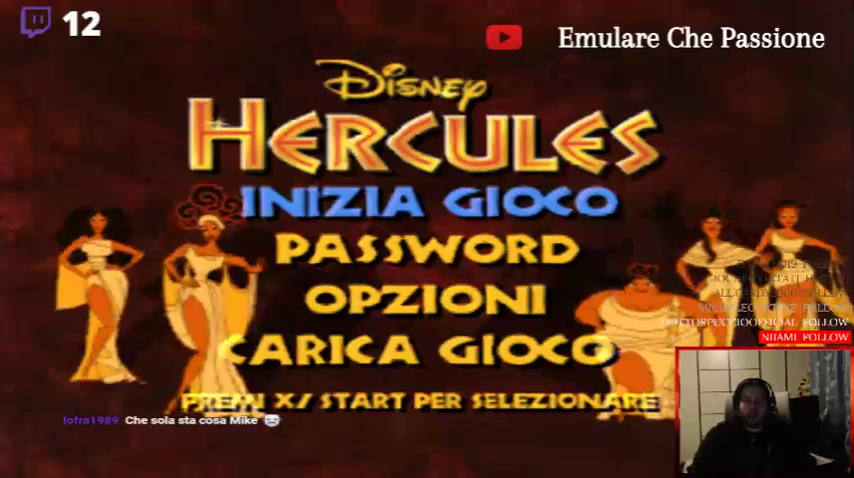 12
Emulare Che Passione
Disney
HERCULES
INIZIA GIOCO
PASSWORD
OPZIONI
CARICA GIOCO
PREMI X/ START PER SELEZIONARE
FOLLOW
NIIAMI FOLLOW
lofra1989 Che sola sta cosa Mike